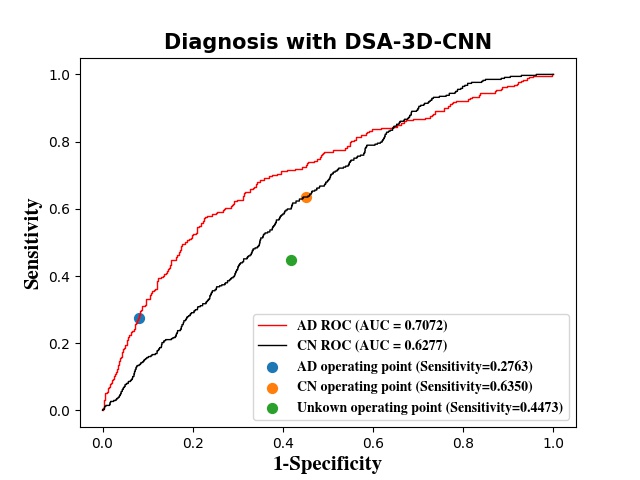 Diagnosis with DSA-3D-CNN
1.0
0.8
0.6
0.4
0.2
0.0
Sensitivity
AD ROC (AUC = 0.7072)
CN ROC (AUC = 0.6277)
AD operating point (Sensitivity=0.2763)
CN operating point (Sensitivity=0.6350)
Unkown operating point (Sensitivity=0.4473)
0.0 0.2 0.4 0.6 0.8 1.0
1-Specificity